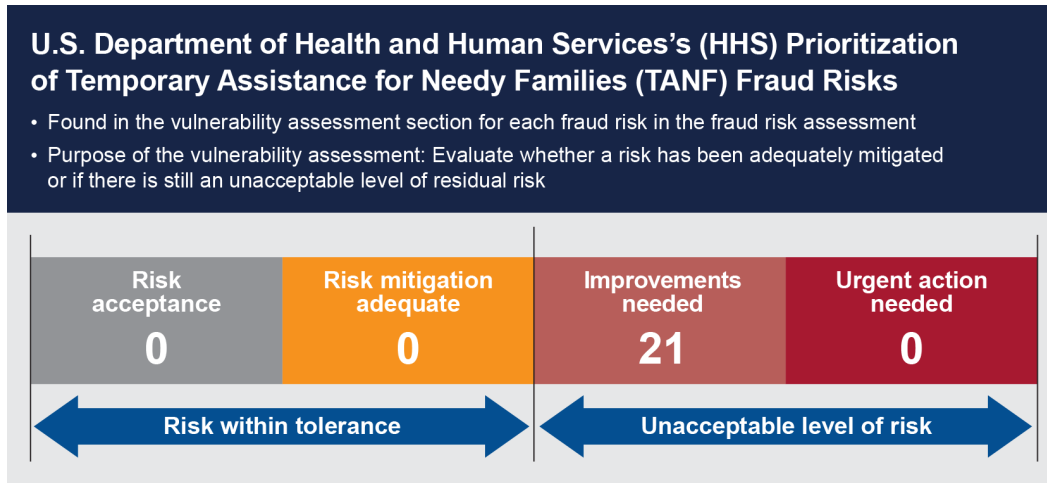 U.S. Department of Health and Human Services's (HHS) Prioritization
of Temporary Assistance for Needy Families (TANF) Fraud Risks
• Found in the vulnerability assessment section for each fraud risk in the fraud risk assessment
• Purpose of the vulnerability assessment: Evaluate whether a risk has been adequately mitigated
or if there is still an unacceptable level of residual risk
Risk
acceptance
0
Risk mitigation
adequate
0
Improvements
needed
21
Urgent action
needed
0
Risk within tolerance
Unacceptable level of risk